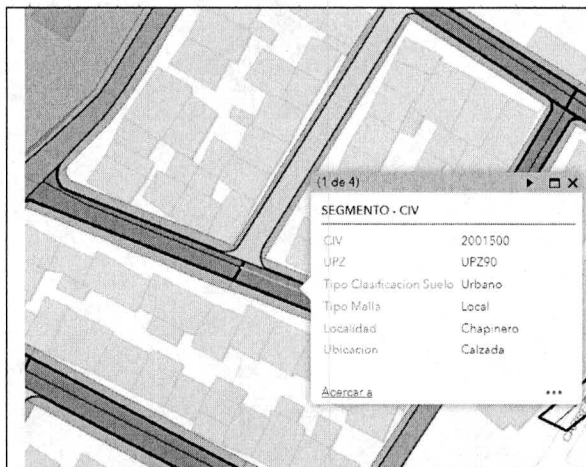 (1 de 4)
SEGMENTO - CIV
CIV 2001500
UPZ UPZ90
Tipo Clasificacion Suelo Urbano
Tipo Malla Local
Localidad Chapinero
Ubicacion Calzada
Acercar a